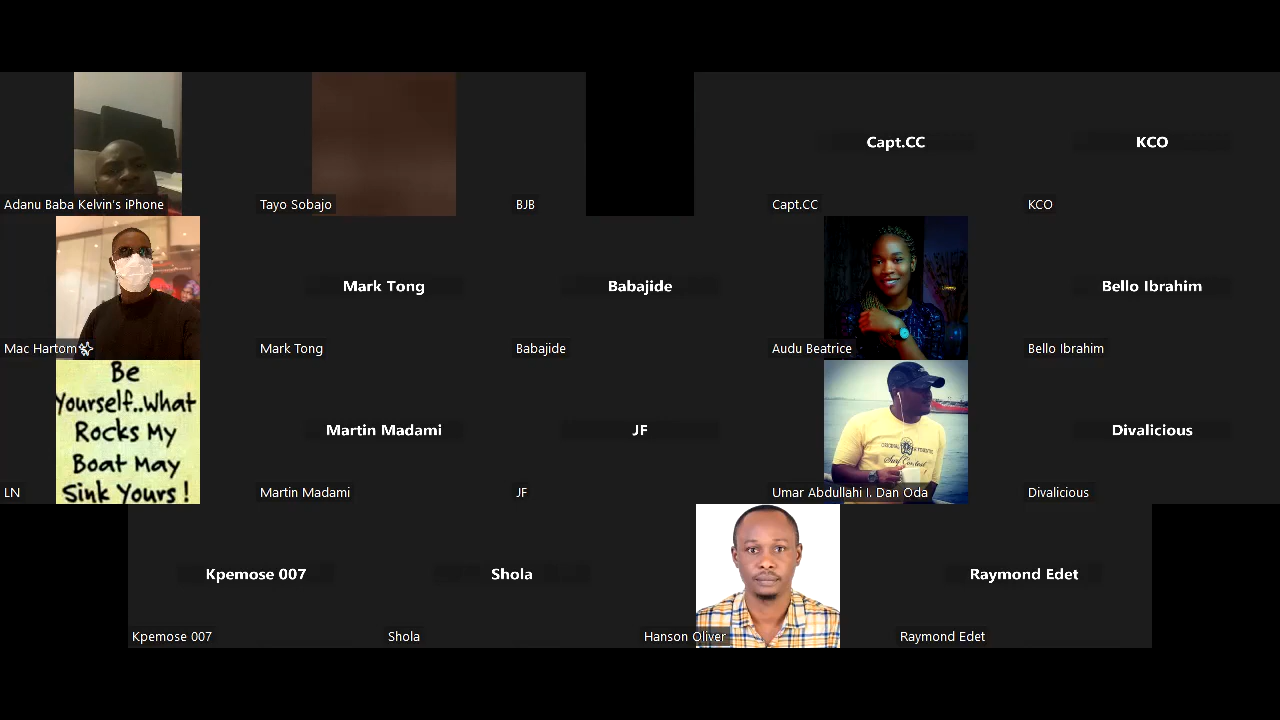 Capt.CC
KCO
Adanu Baba Kelvin's iPhone
Tayo Sobajo
BJB
Capt.CC
KCO
Mark Tong
Babajide
Bello Ibrahim
Mac Hartom
Mark Tong
Babajide
Audu Beatrice
Bello Ibrahim
Be
Yourself..What
Rocks My
Boat May
Sink Yours !
Martin Madami
JF
Divalicious
ORIGINAL
Surf Contest
LN
Martin Madami
JF
Umar Abdullahi I. Dan Oda
Divalicious
Kpemose 007
Shola
Raymond Edet
Kpemose 007
Shola
Hanson Oliver
Raymond Edet